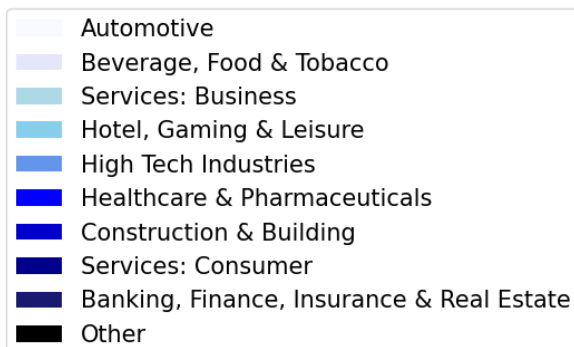 Automotive
Beverage, Food & Tobacco
Services: Business
Hotel, Gaming & Leisure
High Tech Industries
Healthcare & Pharmaceuticals
Construction & Building
Services: Consumer
Banking, Finance, Insurance & Real Estate
Other